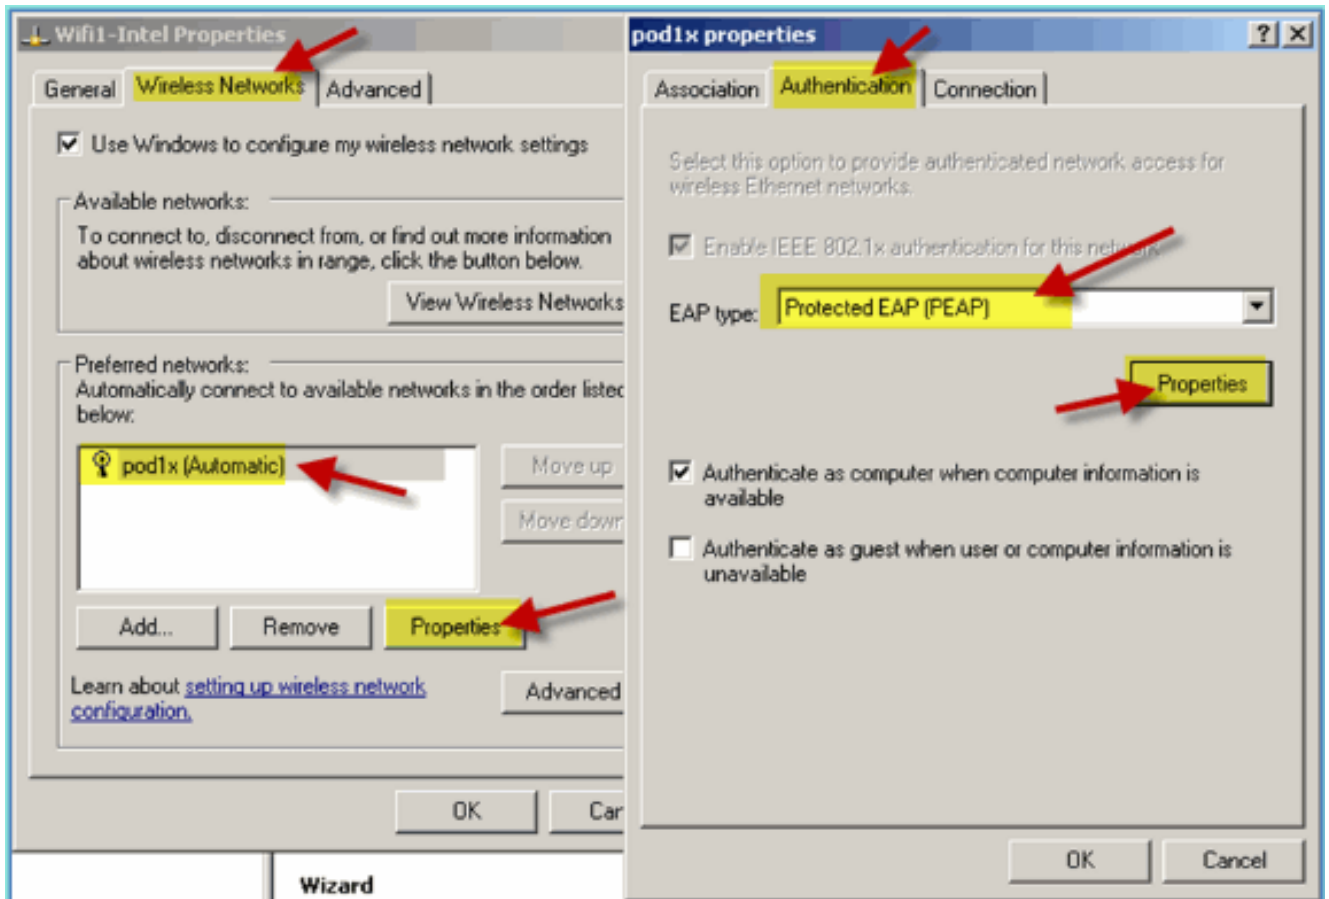 Wifi1-Intel Properties
General
Wireless Networks
Advanced
Use Windows to configure my wireless network settings
Available networks:
To connect to, disconnect from, or find out more information
about wireless networks in range, click the button below.
View Wireless Networks
Preferred networks:
Automatically connect to available networks in the order listed
below:
pod1x (Automatic)
Move up
Move down
Add...
Remove
Properties
Learn about setting up wireless network
configuration.
Advanced
OK
Can
Wizard
pod1x properties
Association
Authentication
Connection
Select this option to provide authenticated network access for
wireless Ethernet networks.
Enable IEEE 802.1x authentication for this network
EAP type:
Protected EAP (PEAP)
Properties
Authenticate as computer when computer information is
available
Authenticate as guest when user or computer information is
unavailable
OK
Cancel